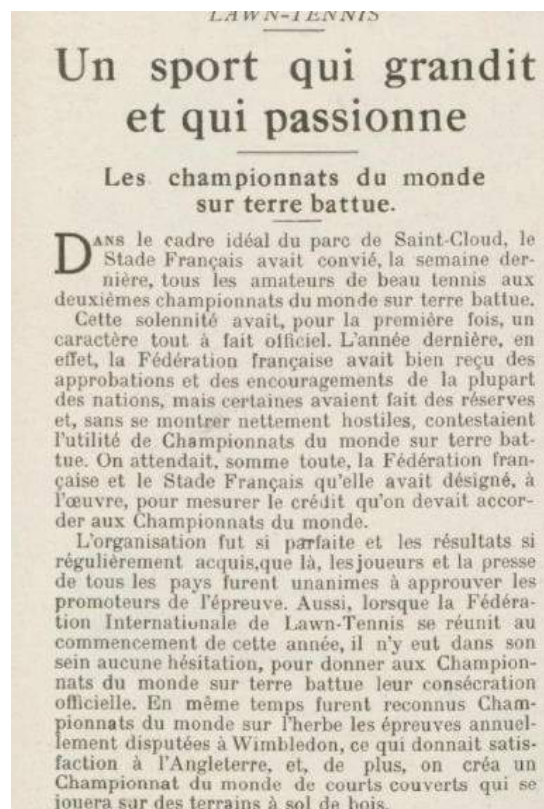 LAWN-TENNIS
Un sport qui grandit
et qui passionne
Les championnats du monde
sur terre battue.
DANS le cadre idéal du parc de Saint-Cloud, le
Stade Français avait convié, la semaine der-
nière, tous les amateurs de beau tennis aux
deuxièmes championnats du monde sur terre battue.
Cette solennité avait, pour la première fois, un
caractère tout à fait officiel. L'année dernière, en
effet, la Fédération française avait bien reçu des
approbations et des encouragements de la plupart
des nations, mais certaines avaient fait des réserves
et, sans se montrer nettement hostiles, contestaient
l'utilité de Championnats du monde sur terre bat-
tue. On attendait, somme toute, la Fédération fran-
çaise et le Stade Français qu'elle avait désigné, à
l'œuvre, pour mesurer le crédit qu'on devait accor-
der aux Championnats du monde.
L'organisation fut si parfaite et les résultats si
régulièrement acquis,que là, les joueurs et la presse
de tous les pays furent unanimes à approuver les
promoteurs de l'épreuve. Aussi, lorsque la Fédéra-
tion Internationale de Lawn-Tennis se réunit au
commencement de cette année, il n'y eut dans son
sein aucune hésitation, pour donner aux Champion-
nats du monde sur terre battue leur consécration
officielle. En même temps furent reconnus Cham-
pionnats du monde sur l'herbe les épreuves annuel-
lement disputées à Wimbledon, ce qui donnait satis-
faction à l'Angleterre, et, de plus, on créa un
Championnat du monde de courts couverts qui se
jouera sur des terrains à sol de bois.